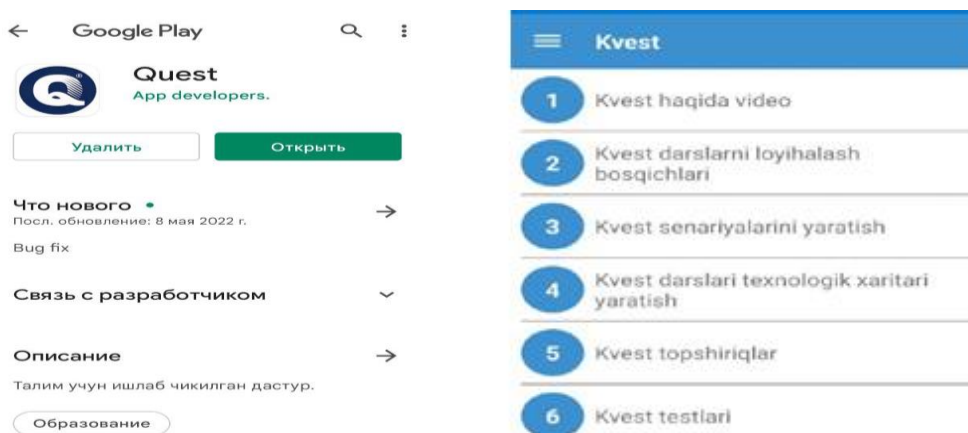 Google Play
Quest
App developers.
Удалить
Открыть
Что нового
Посл. обновление: 8 мая 2022 г.
Bug fix
Связь с разработчиком
Описание
Талим учун ишлаб чикилган дастур.
Образование
Kvest
1 Kvest haqida video
2 Kvest darslarni loyihalash
bosqichlari
3 Kvest senariyalarini yaratish
4 Kvest darslari texnologik xaritari
yaratish
5 Kvest topshiriqlar
6 Kvest testlari